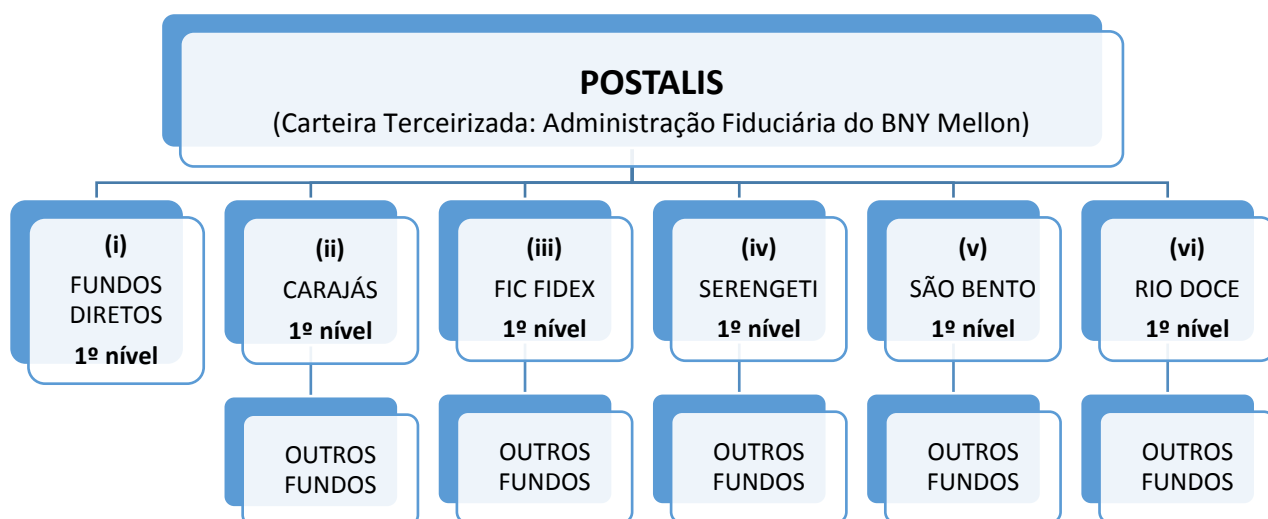 POSTALIS
(Carteira Terceirizada: Administração Fiduciária do BNY Mellon)
(i)
FUNDOS
DIRETOS
1º nível
(ii)
CARAJÁS
1º nível
(iii)
FIC FIDEX
1º nível
(iv)
SERENGETI
1º nível
(v)
SÃO BENTO
1º nível
(vi)
RIO DOCE
1º nível
OUTROS
FUNDOS
OUTROS
FUNDOS
OUTROS
FUNDOS
OUTROS
FUNDOS
OUTROS
FUNDOS